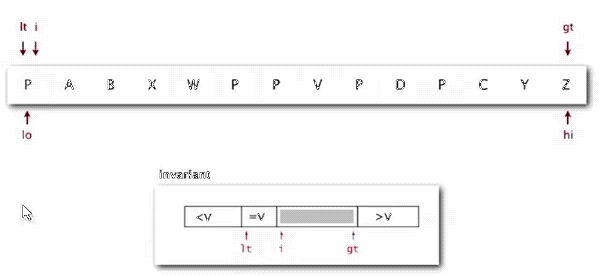 lt i gt
P A B X W P P V P D P C Y Z
lo hi
invariant
<V =V >V
lt i gt